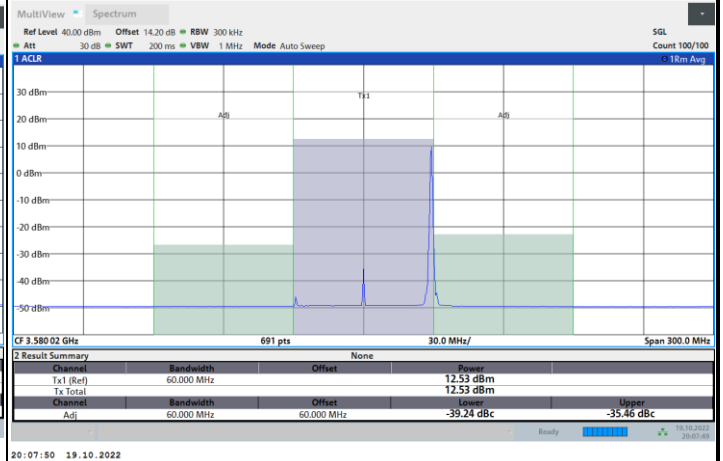 MultiView Spectrum
Ref Level 40.00 dBm Offset 14.20 dB RBW 300 kHz SGL
Att 30 dB SWT 200 ms VBW 1 MHz Mode Auto Sweep Count 100/100
1 ACLR 1Rm Avg
30 dBm
Tx1
20 dBm
Adj Adj
10 dBm
0 dBm
-10 dBm
-20 dBm
-30 dBm
-40 dBm
-50 dBm
CF 3.580 02 GHz 691 pts 30.0 MHz/ Span 300.0 MHz
2 Result Summary None
Channel Bandwidth Offset Power
Tx1 (Ref) 60.000 MHz 12.53 dBm
Tx Total 12.53 dBm
Channel Bandwidth Offset Lower Upper
Adj 60.000 MHz 60.000 MHz -39.24 dBc -35.46 dBc
Ready 19.10.2022
20:07:49
20:07:50 19.10.2022